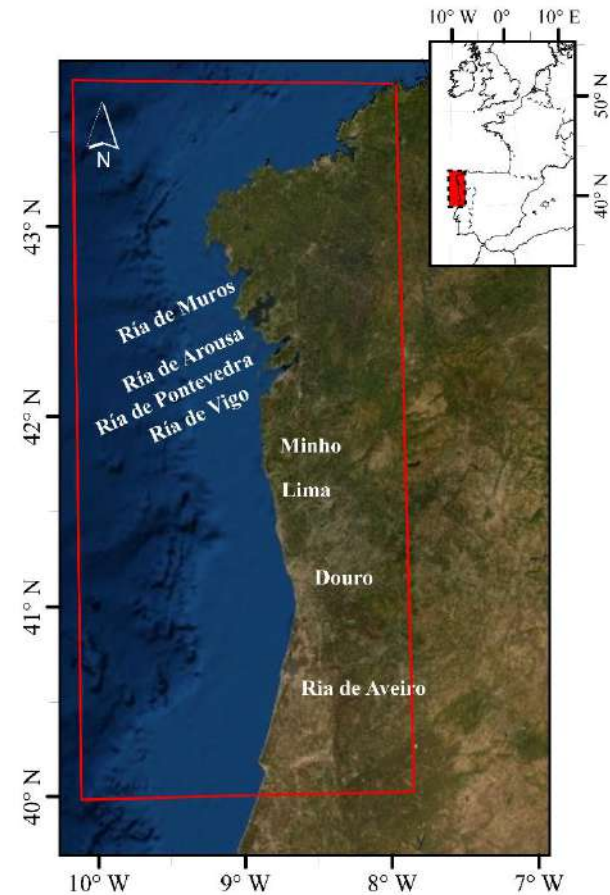 10° W 0° 10° E
50° N
40° N
N
43° N
Ría de Muros
Ría de Arousa
Ría de Pontevedra
Ría de Vigo
42° N
Minho
Lima
Douro
41° N
Ria de Aveiro
40° N
10° W 9° W 8° W 7° W